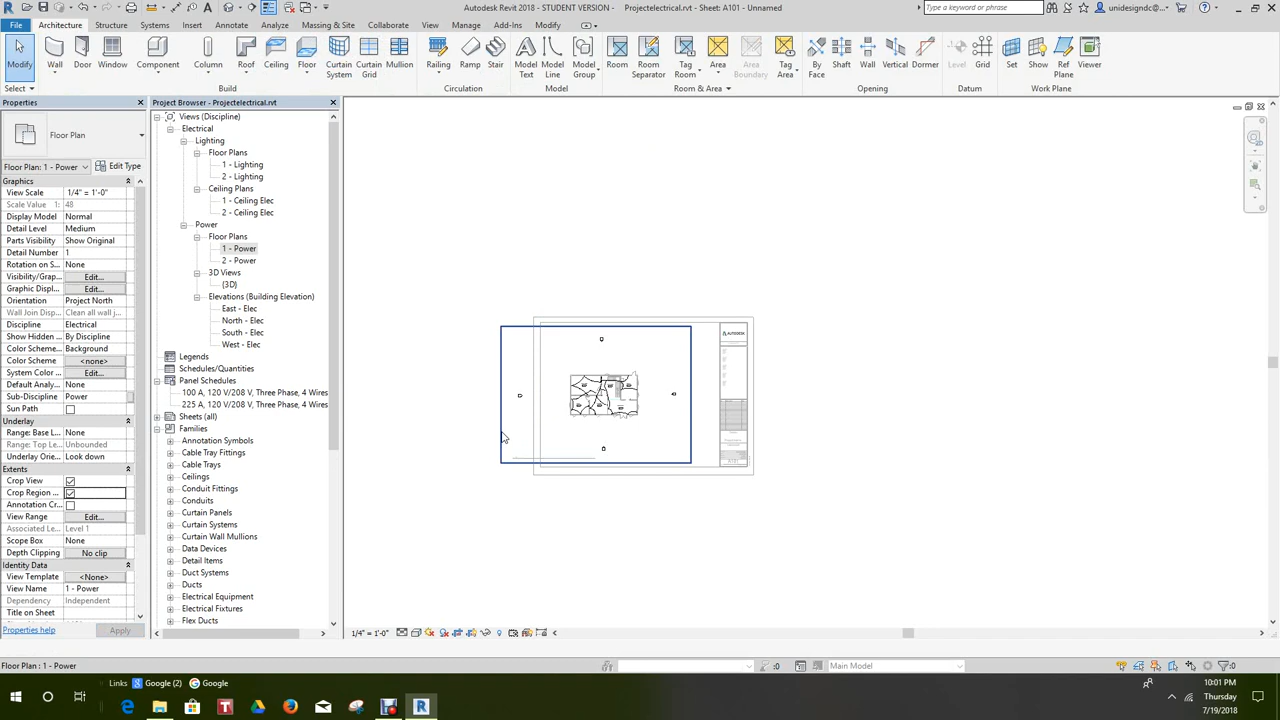 Autodesk Revit 2018 - STUDENT VERSION - Projectelectrical.rvt - Sheet: A101 - Unnamed
Type a keyword or phrase
unidesigndc...
File Architecture Structure Systems Insert Annotate Analyze Massing & Site Collaborate View Manage Add-Ins Modify
Modify Wall Door Window Component Column Roof Ceiling Floor Curtain System Curtain Grid Mullion Railing Ramp Stair Model Text Model Line Model Group Room Room Separator Tag Room Area Area Boundary Tag Area By Face Shaft Wall Vertical Dormer Level Grid Set Show Ref Plane Viewer
Select Build Circulation Model Room & Area Opening Datum Work Plane
Properties
Floor Plan
Floor Plan: 1 - Power Edit Type
Graphics
View Scale 1/4" = 1'-0"
Scale Value 1: 48
Display Model Normal
Detail Level Medium
Parts Visibility Show Original
Detail Number 1
Rotation on S... None
Visibility/Grap... Edit...
Graphic Displ... Edit...
Orientation Project North
Wall Join Disp... Clean all wall j...
Discipline Electrical
Show Hidden ... By Discipline
Color Scheme... Background
Color Scheme <none>
System Color ... Edit...
Default Analy... None
Sub-Discipline Power
Sun Path
Underlay
Range: Base L... None
Range: Top Le... Unbounded
Underlay Orie... Look down
Extents
Crop View
Crop Region ...
Annotation Cr...
View Range Edit...
Associated Le... Level 1
Scope Box None
Depth Clipping No clip
Identity Data
View Template <None>
View Name 1 - Power
Dependency Independent
Title on Sheet
Properties help Apply
Project Browser - Projectelectrical.rvt
Views (Discipline)
Electrical
Lighting
Floor Plans
1 - Lighting
2 - Lighting
Ceiling Plans
1 - Ceiling Elec
2 - Ceiling Elec
Power
Floor Plans
1 - Power
2 - Power
3D Views
{3D}
Elevations (Building Elevation)
East - Elec
North - Elec
South - Elec
West - Elec
Legends
Schedules/Quantities
Panel Schedules
100 A, 120 V/208 V, Three Phase, 4 Wires
225 A, 120 V/208 V, Three Phase, 4 Wires
Sheets (all)
Families
Annotation Symbols
Cable Tray Fittings
Cable Trays
Ceilings
Conduit Fittings
Conduits
Curtain Panels
Curtain Systems
Curtain Wall Mullions
Data Devices
Detail Items
Duct Systems
Ducts
Electrical Equipment
Electrical Fixtures
Flex Ducts
AUTODESK
1/4" = 1'-0"
Floor Plan : 1 - Power
:0
Main Model
:0
Links Google (2) Google
10:01 PM
Thursday
7/19/2018